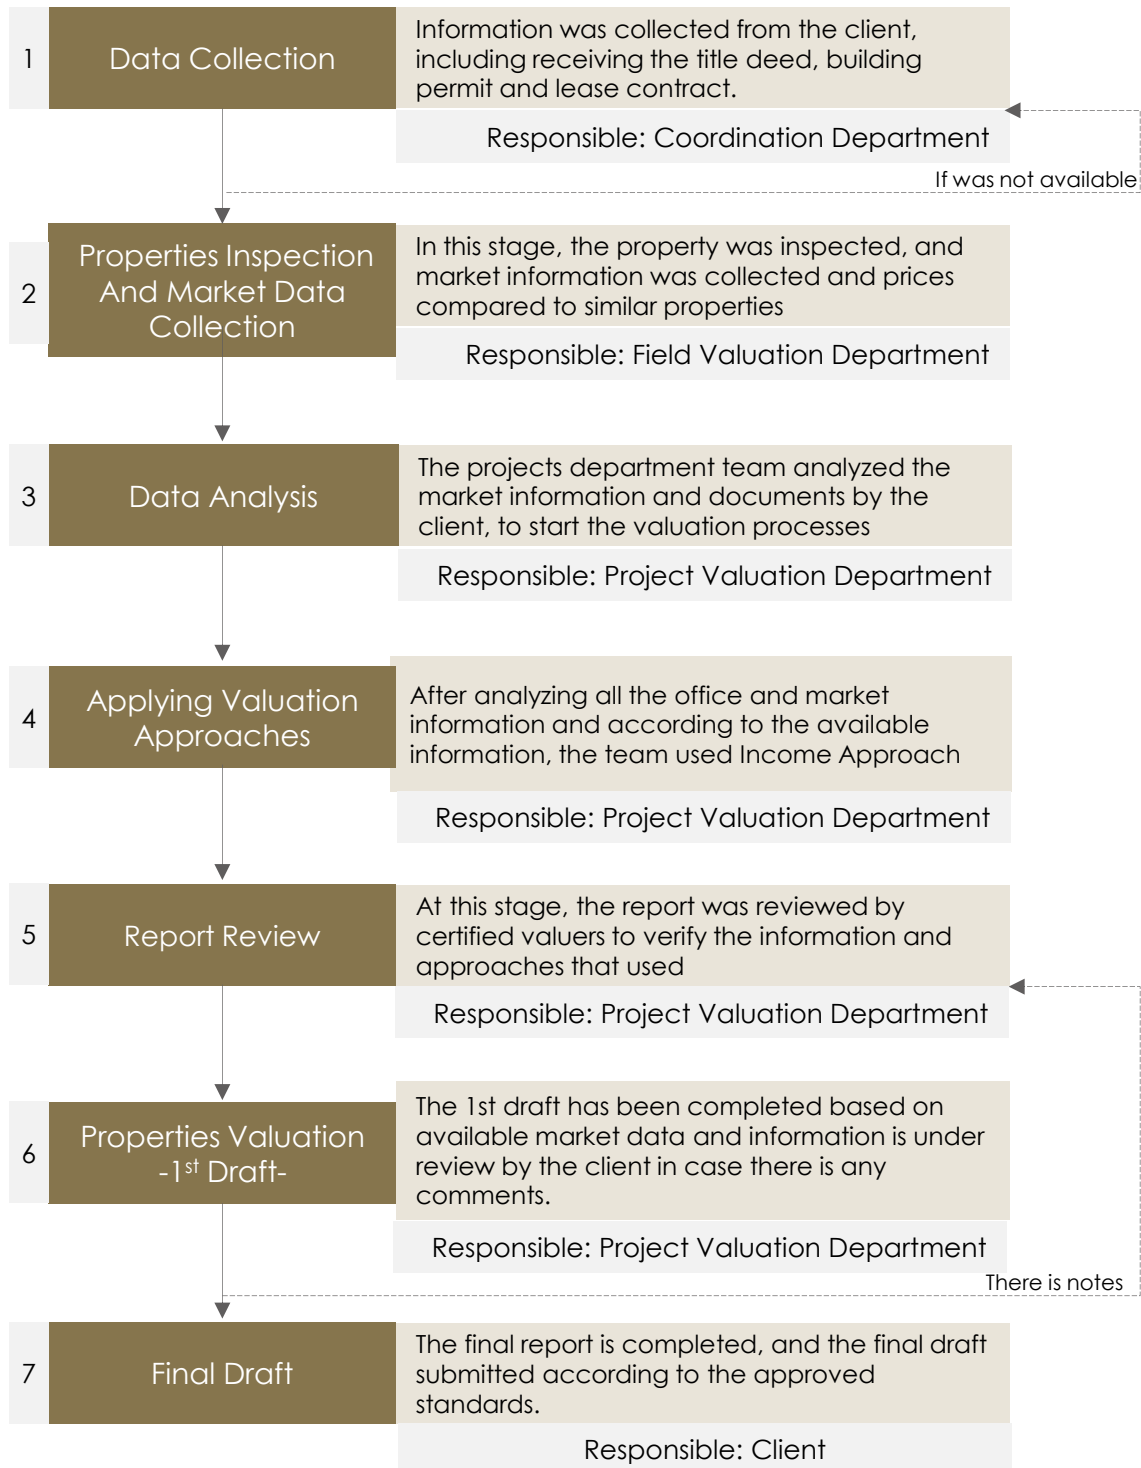 1
Data Collection
Information was collected from the client,
including receiving the title deed, building
permit and lease contract.
Responsible: Coordination Department
If was not available
2
Properties Inspection
And Market Data
Collection
In this stage, the property was inspected, and
market information was collected and prices
compared to similar properties
Responsible: Field Valuation Department
3
Data Analysis
The projects department team analyzed the
market information and documents by the
client, to start the valuation processes
Responsible: Project Valuation Department
4
Applying Valuation
Approaches
After analyzing all the office and market
information and according to the available
information, the team used Income Approach
Responsible: Project Valuation Department
5
Report Review
At this stage, the report was reviewed by
certified valuers to verify the information and
approaches that used
Responsible: Project Valuation Department
6
Properties Valuation
-1st Draft-
The 1st draft has been completed based on
available market data and information is under
review by the client in case there is any
comments.
Responsible: Project Valuation Department
There is notes
7
Final Draft
The final report is completed, and the final draft
submitted according to the approved
standards.
Responsible: Client